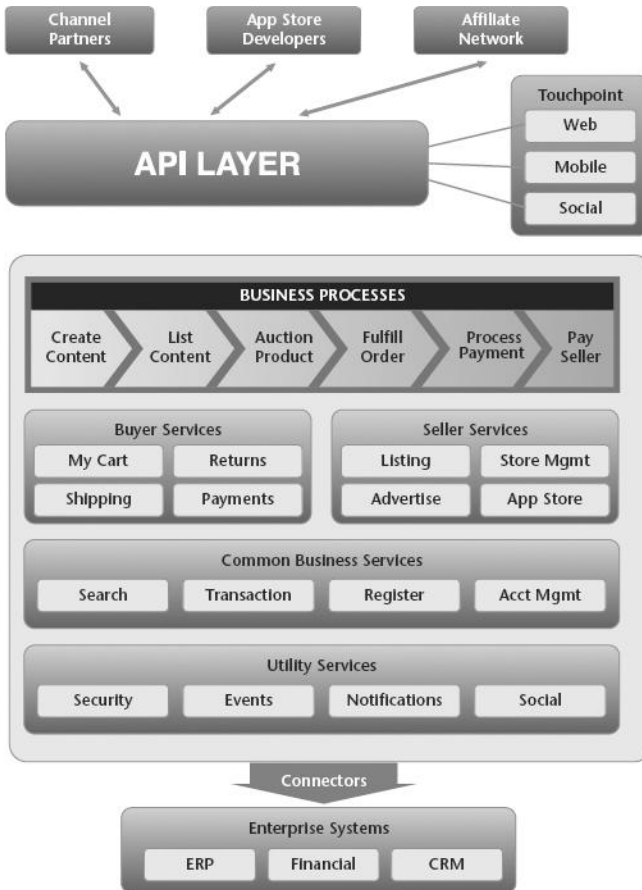 Channel
Partners
App Store
Developers
Affiliate
Network
API LAYER
Touchpoint
Web
Mobile
Social
BUSINESS PROCESSES
Create
Content
List
Content
Auction
Product
Fulfill
Order
Process
Payment
Pay
Seller
Buyer Services
My Cart
Returns
Shipping
Payments
Seller Services
Listing
Store Mgmt
Advertise
App Store
Common Business Services
Search
Transaction
Register
Acct Mgmt
Utility Services
Security
Events
Notifications
Social
Connectors
Enterprise Systems
ERP
Financial
CRM